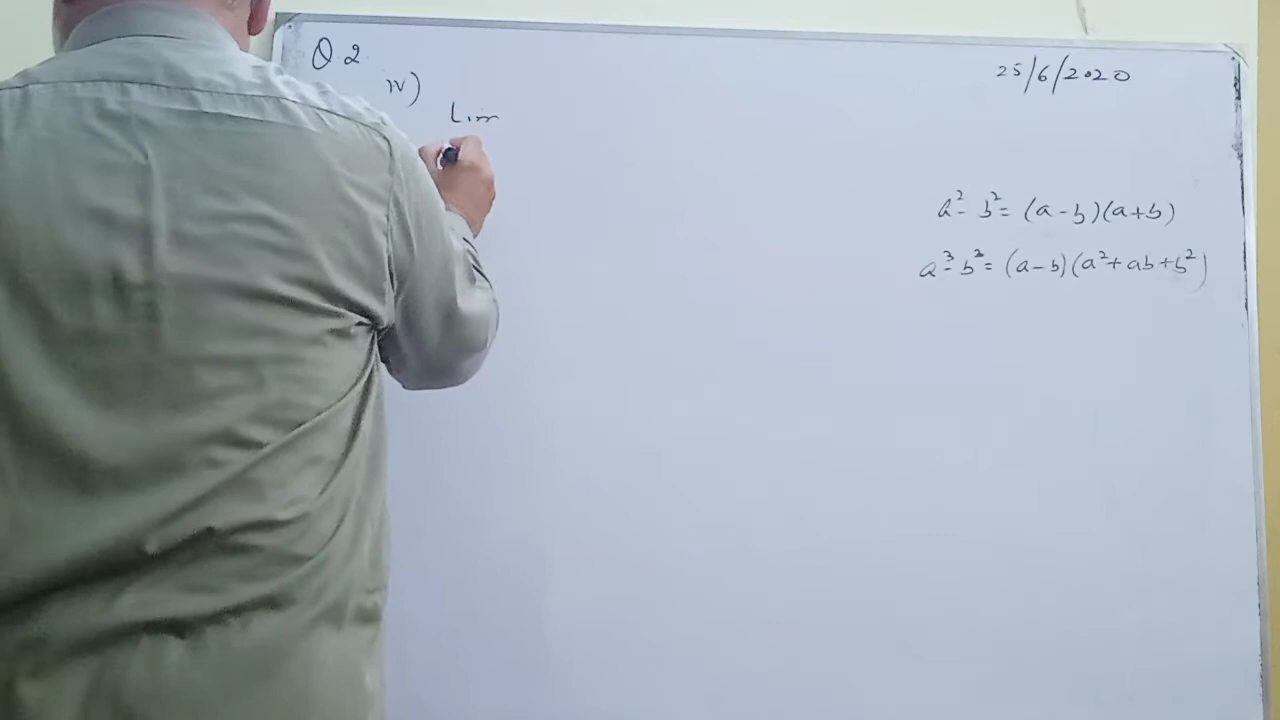 Q 2.
25/6/2020
iv)
Lim
a² - b² = (a-b)(a+b)
a³ - b³ = (a-b)(a² + ab + b²)